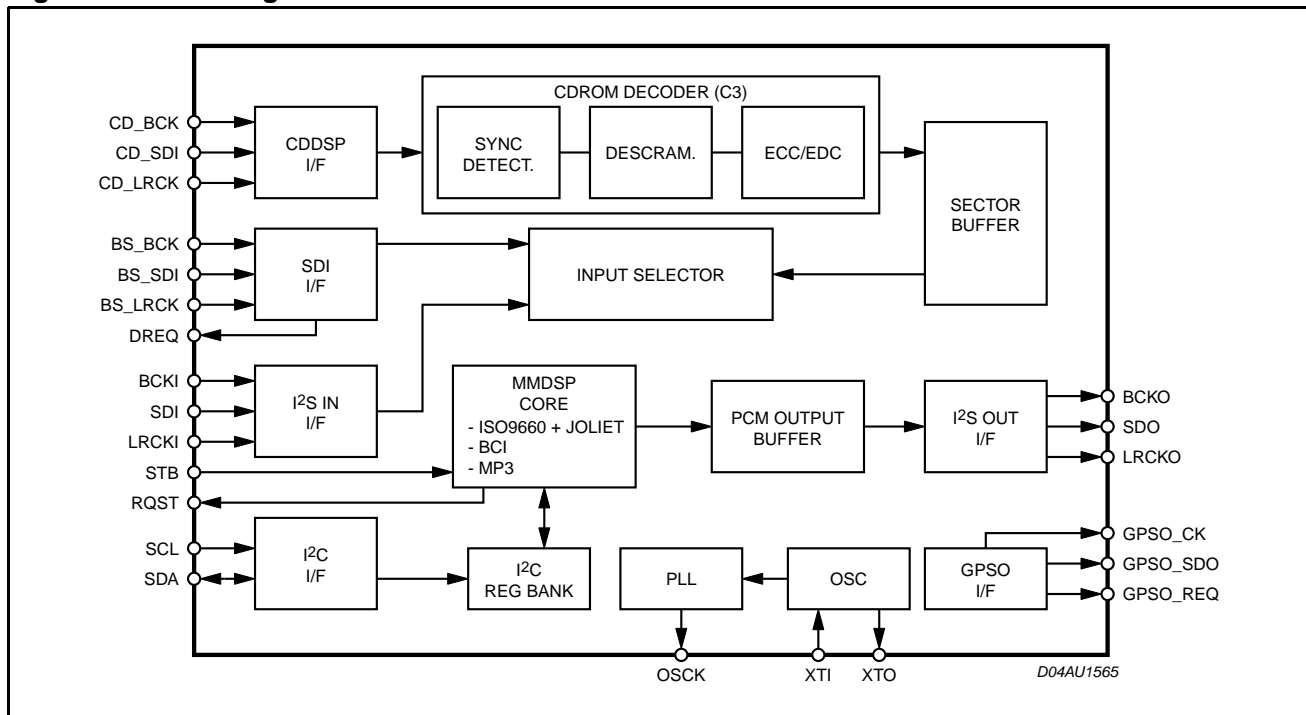 CDROM DECODER (C3)
CD_BCK
CD_SDI
CD_LRCK
CDDSP
I/F
SYNC
DETECT.
DESCRAM.
ECC/EDC
SECTOR
BUFFER
BS_BCK
BS_SDI
BS_LRCK
DREQ
SDI
I/F
INPUT SELECTOR
BCKI
SDI
LRCKI
STB
RQST
I2S IN
I/F
MMDSP
CORE
- ISO9660 + JOLIET
- BCI
- MP3
PCM OUTPUT
BUFFER
I2S OUT
I/F
BCKO
SDO
LRCKO
SCL
SDA
I2C
I/F
I2C
REG BANK
PLL
OSC
GPSO
I/F
GPSO_CK
GPSO_SDO
GPSO_REQ
OSCK
XTI
XTO
D04AU1565